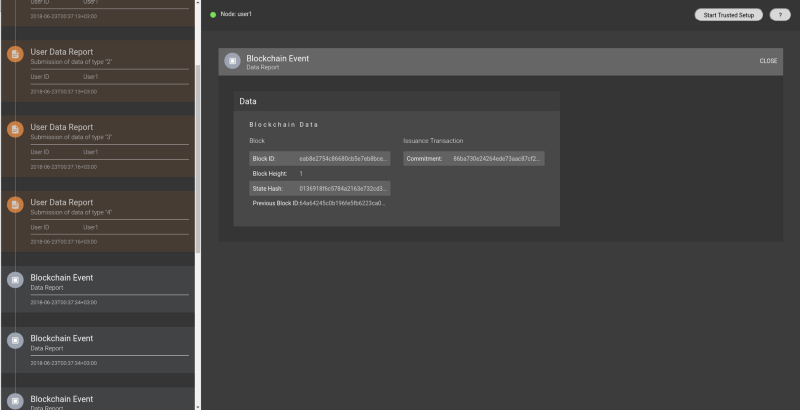 User ID User1
2018-06-23T00:37:13+03:00
User Data Report
Submission of data of type "2"
User ID User1
2018-06-23T00:37:13+03:00
User Data Report
Submission of data of type "3"
User ID User1
2018-06-23T00:37:16+03:00
User Data Report
Submission of data of type "4"
User ID User1
2018-06-23T00:37:16+03:00
Blockchain Event
Data Report
2018-06-23T00:37:34+03:00
Blockchain Event
Data Report
2018-06-23T00:37:34+03:00
Blockchain Event
Data Report
Node: user1
Start Trusted Setup
?
Blockchain Event
Data Report
CLOSE
Data
Blockchain Data
Block
Block ID: eab8e2754c86680cb5e7eb8bce...
Block Height: 1
State Hash: 0136918f6c5784a2163e732cd3...
Previous Block ID: 64a64245c0b196fe5fb6223ca0...
Issuance Transaction
Commitment: 86ba730e24264ede73aac87cf2...